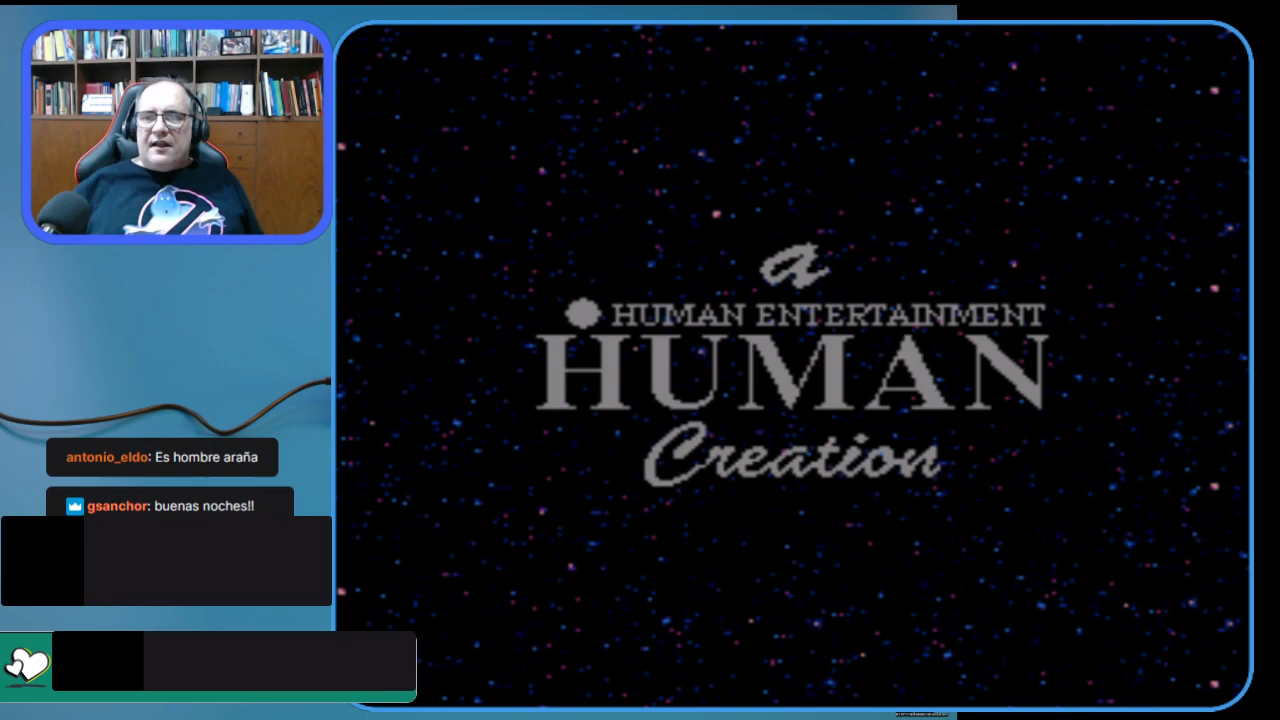 a
HUMAN ENTERTAINMENT
HUMAN
Creation
antonio_eldo: Es hombre araña
gsanchor: buenas noches!!